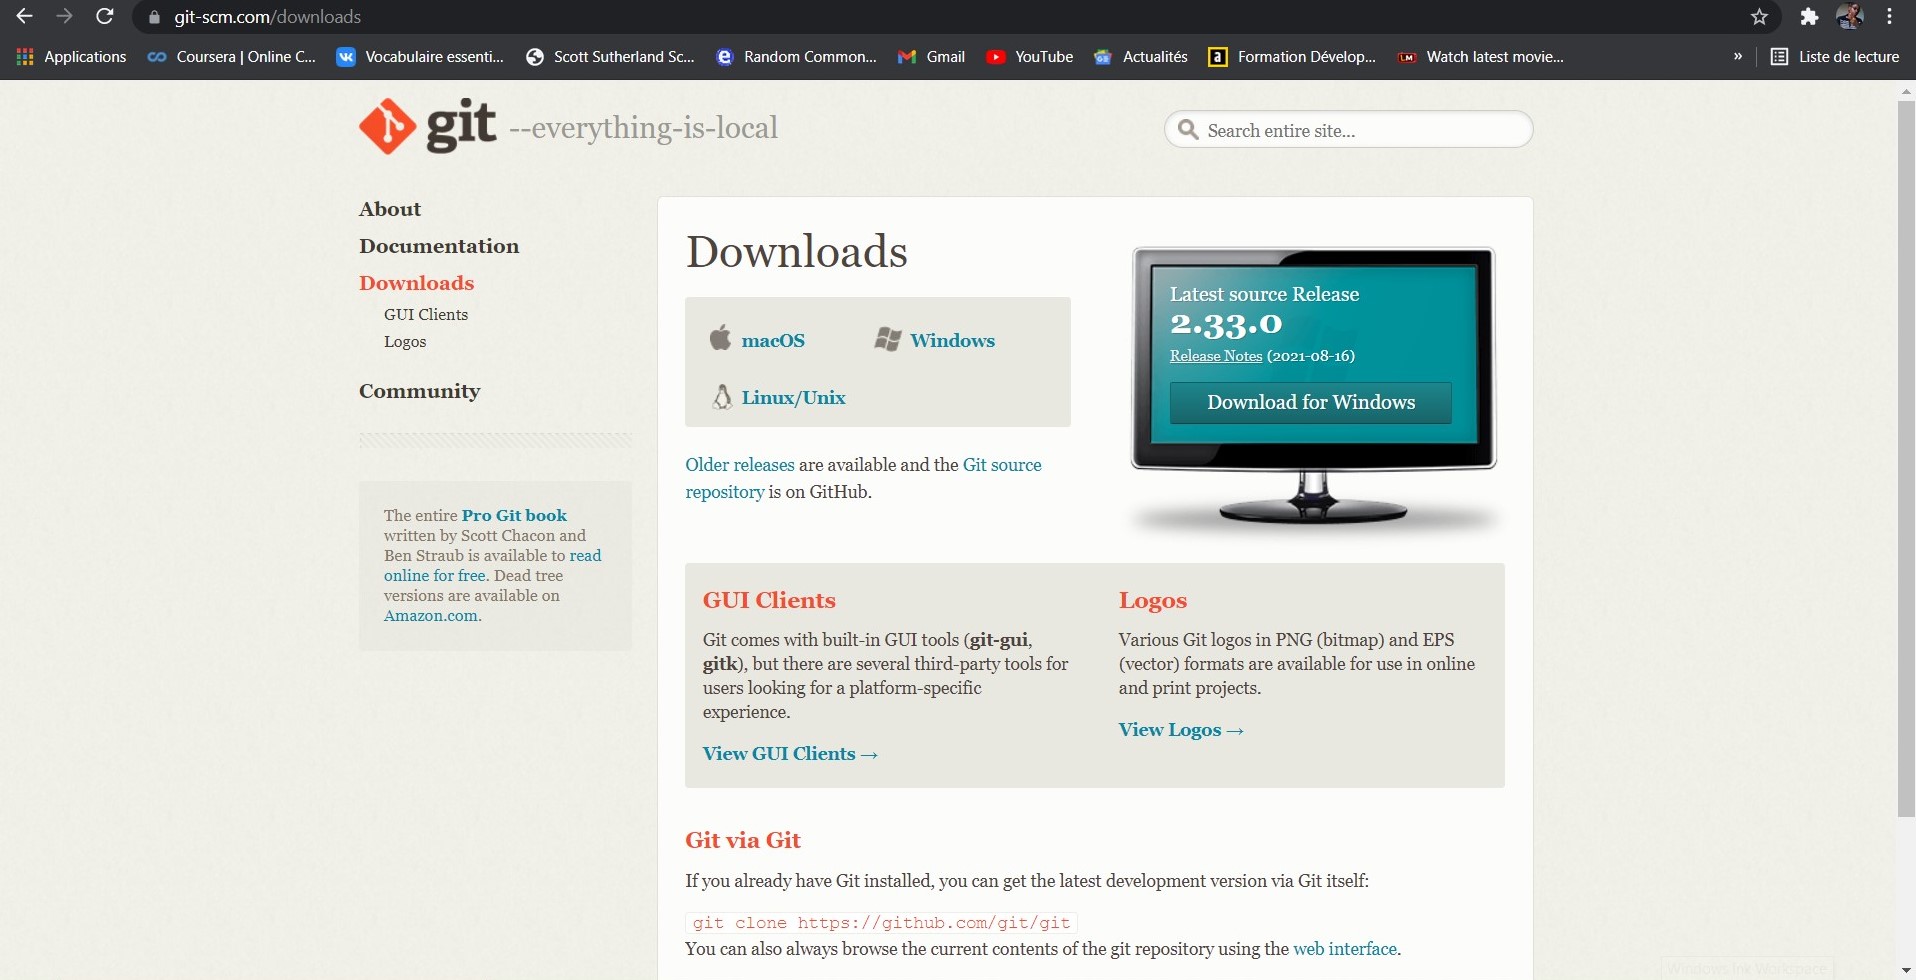 git-scm.com/downloads
Applications
Coursera | Online C...
Vocabulaire essenti...
Scott Sutherland Sc...
Random Common...
Gmail
YouTube
Actualités
Formation Dévelop...
Watch latest movie...
»
Liste de lecture
git --everything-is-local
Search entire site...
About
Documentation
Downloads
GUI Clients
Logos
Community
The entire Pro Git book
written by Scott Chacon and
Ben Straub is available to read
online for free. Dead tree
versions are available on
Amazon.com.
Downloads
macOS
Windows
Linux/Unix
Older releases are available and the Git source
repository is on GitHub.
Latest source Release
2.33.0
Release Notes (2021-08-16)
Download for Windows
GUI Clients
Git comes with built-in GUI tools (git-gui,
gitk), but there are several third-party tools for
users looking for a platform-specific
experience.
View GUI Clients →
Logos
Various Git logos in PNG (bitmap) and EPS
(vector) formats are available for use in online
and print projects.
View Logos →
Git via Git
If you already have Git installed, you can get the latest development version via Git itself:
git clone https://github.com/git/git
You can also always browse the current contents of the git repository using the web interface.
Windows Ink Workspace